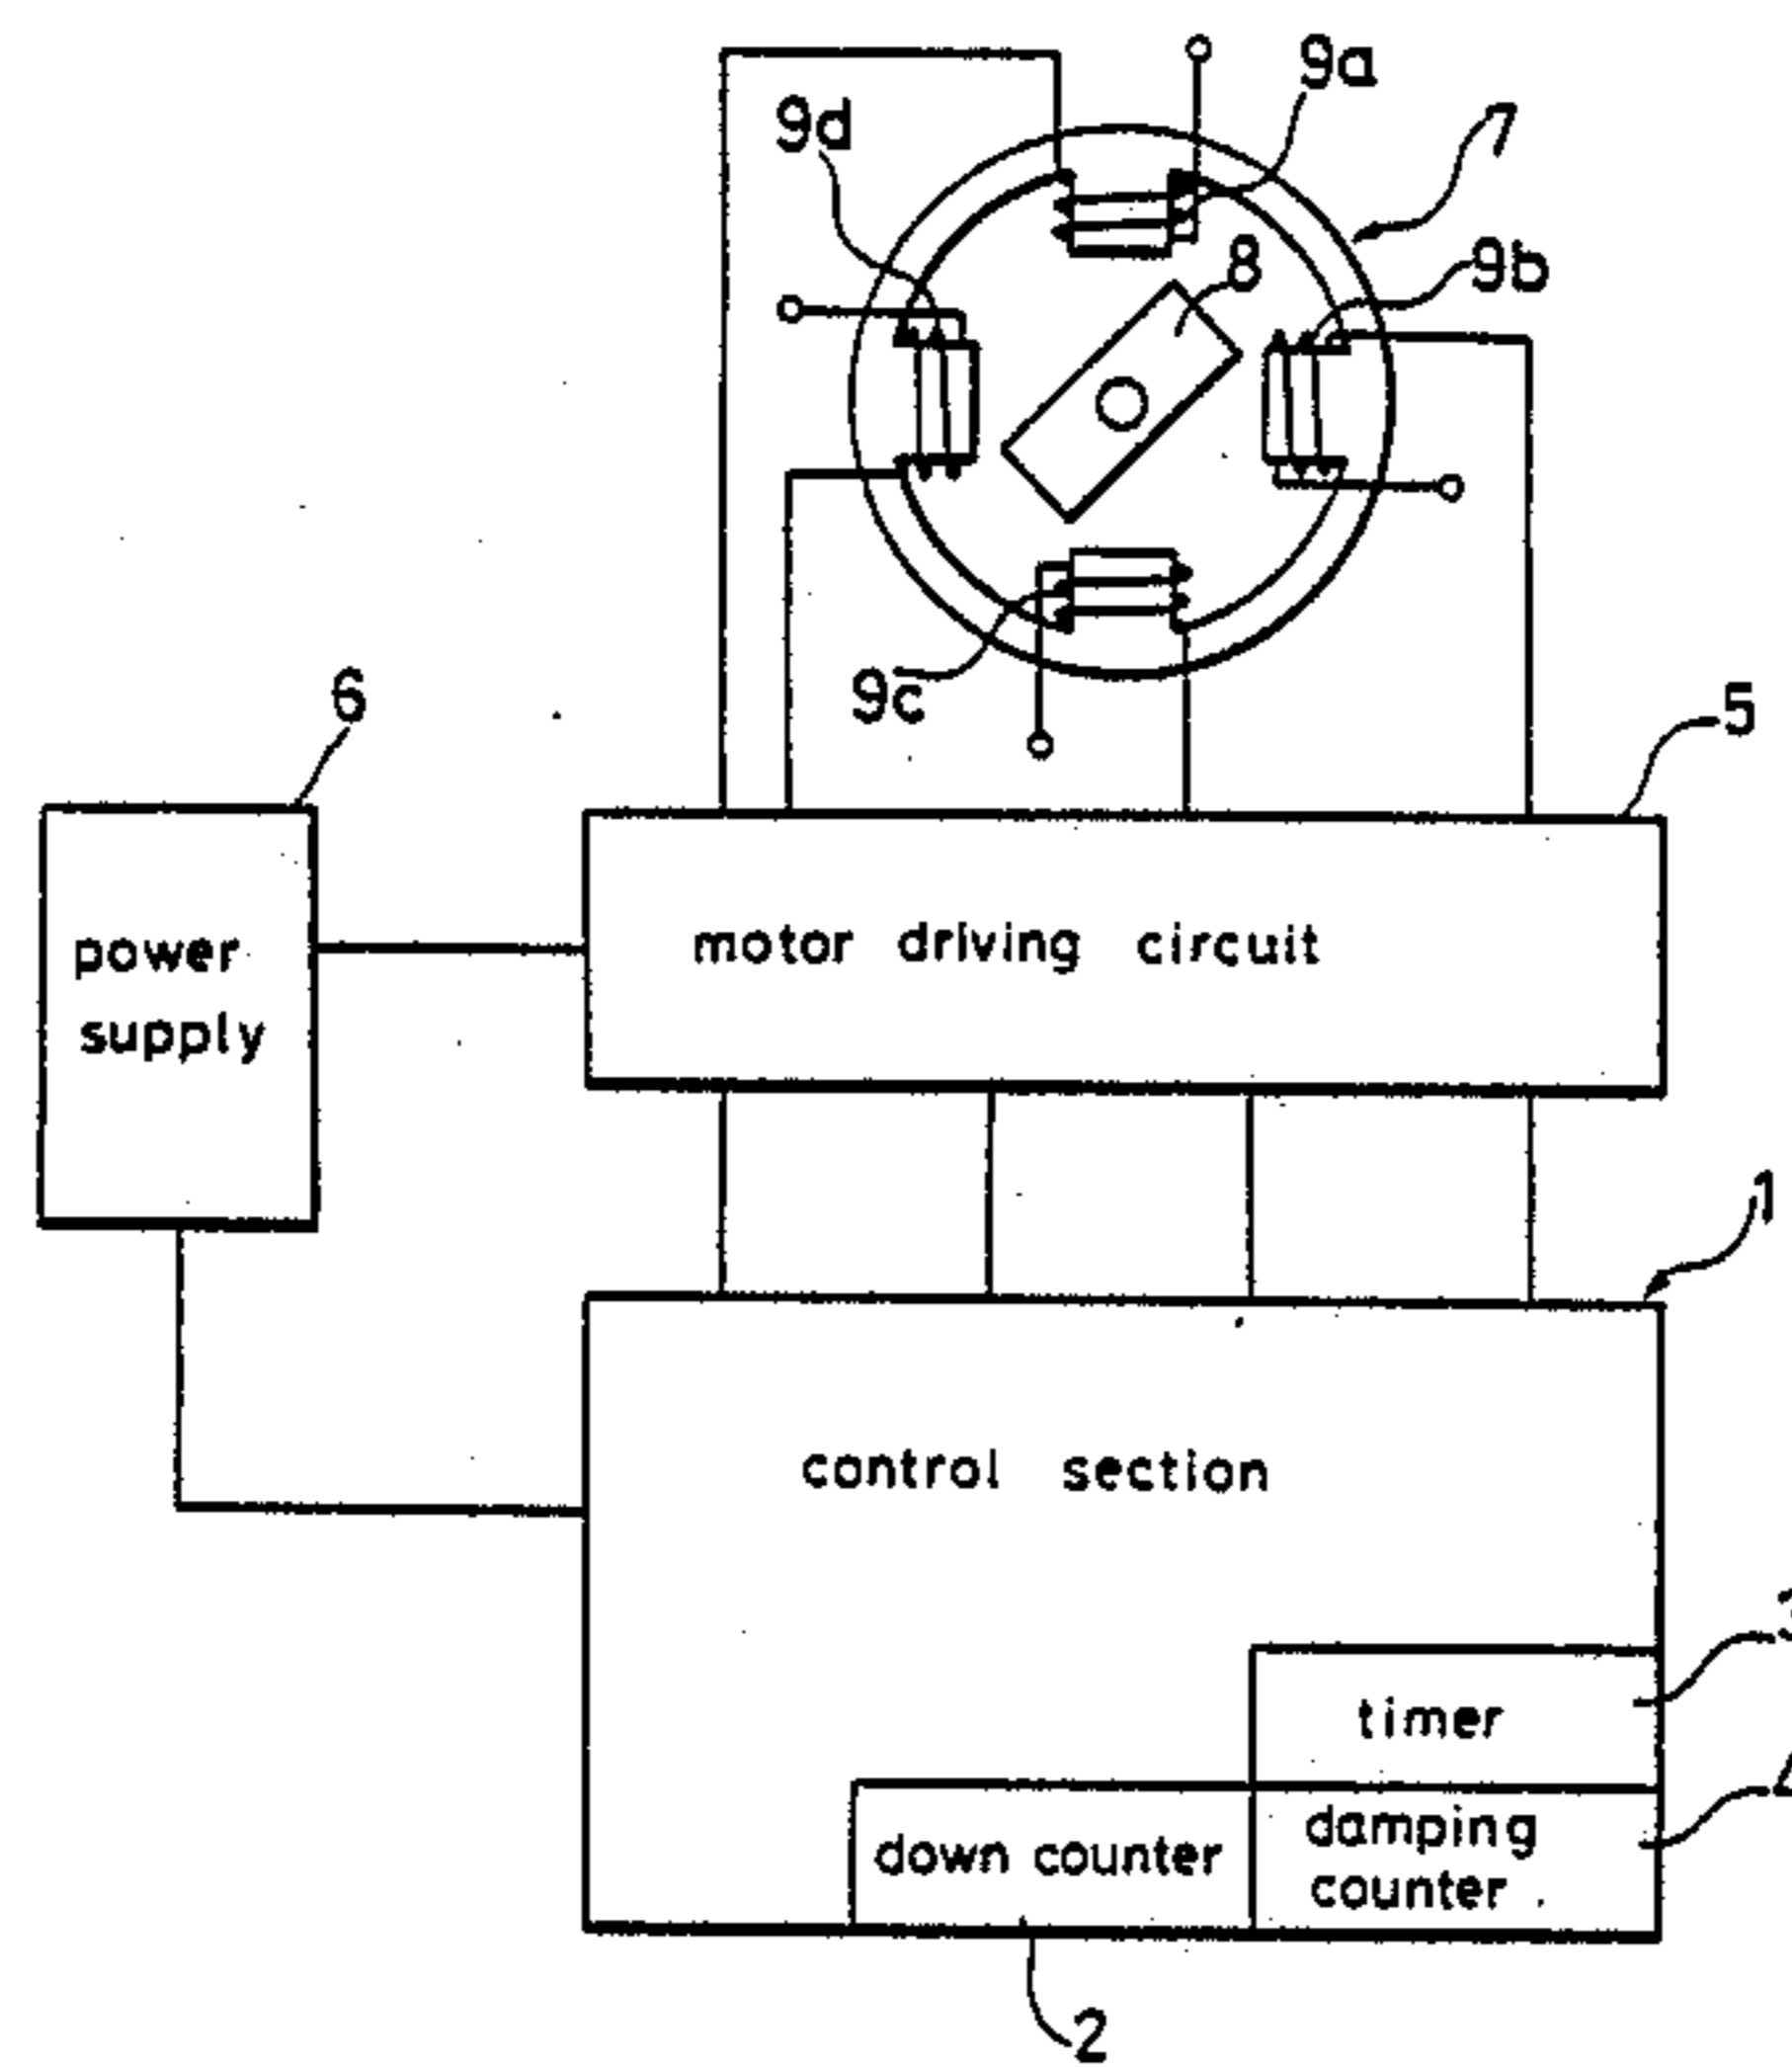 9a
9d
7
8
9b
9c
6
5
power
supply
motor driving circuit
1
control section
3
timer
4
down counter
damping
counter
2